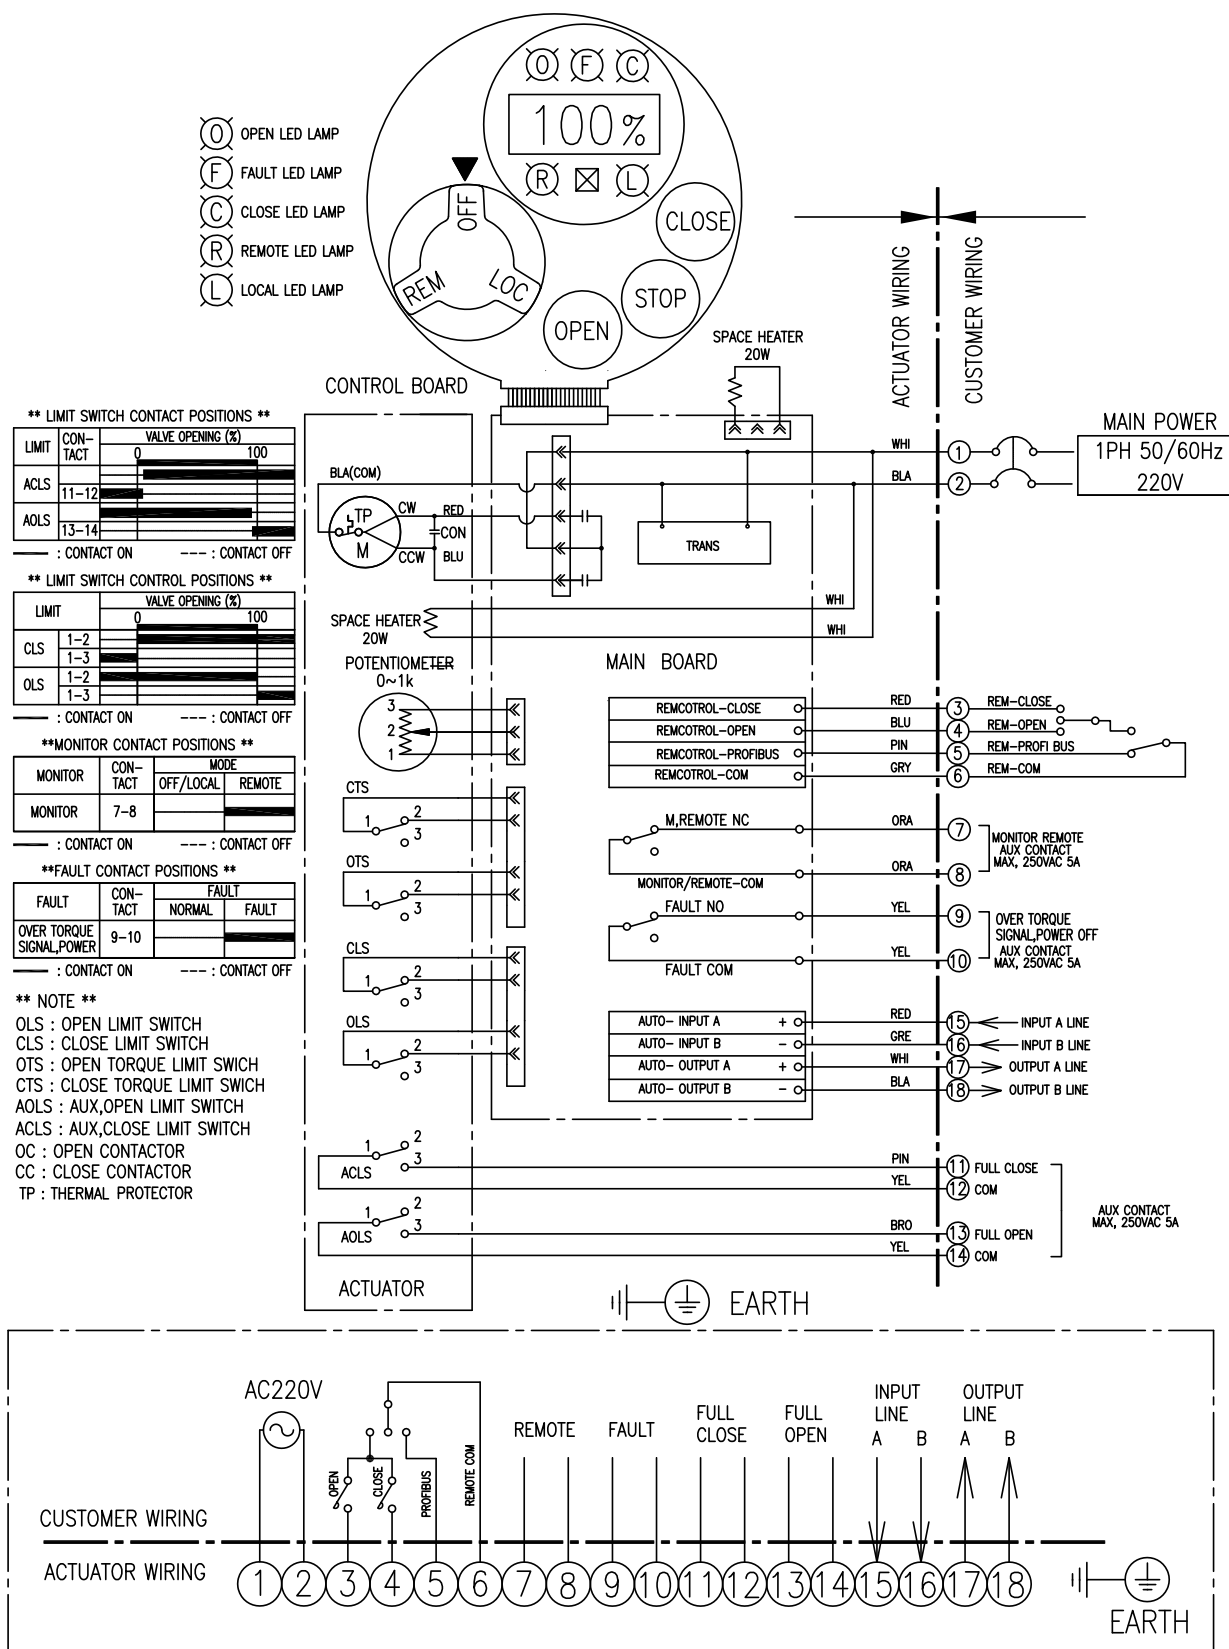 O F C
100%
R L
O OPEN LED LAMP
F FAULT LED LAMP
C CLOSE LED LAMP
R REMOTE LED LAMP
L LOCAL LED LAMP
OFF
REM
LOC
CLOSE
STOP
OPEN
ACTUATOR WIRING
CUSTOMER WIRING
SPACE HEATER
20W
CONTROL BOARD
MAIN POWER
1PH 50/60Hz
220V
WHI
1
BLA
2
BLA(COM)
TP
M
CW
RED
CON
CCW
BLU
TRANS
WHI
WHI
SPACE HEATER
20W
POTENTIOMETER
0~1k
3
2
1
MAIN BOARD
** LIMIT SWITCH CONTACT POSITIONS **
LIMIT
CON-
TACT
VALVE OPENING (%)
0 100
ACLS
11-12
AOLS
13-14
: CONTACT ON --- : CONTACT OFF
** LIMIT SWITCH CONTROL POSITIONS **
LIMIT
VALVE OPENING (%)
0 100
CLS
1-2
1-3
OLS
1-2
1-3
: CONTACT ON --- : CONTACT OFF
**MONITOR CONTACT POSITIONS **
MONITOR
CON-
TACT
MODE
OFF/LOCAL REMOTE
MONITOR 7-8
: CONTACT ON --- : CONTACT OFF
**FAULT CONTACT POSITIONS **
FAULT
CON-
TACT
FAULT
NORMAL FAULT
OVER TORQUE
SIGNAL,POWER
9-10
: CONTACT ON --- : CONTACT OFF
** NOTE **
OLS : OPEN LIMIT SWITCH
CLS : CLOSE LIMIT SWITCH
OTS : OPEN TORQUE LIMIT SWICH
CTS : CLOSE TORQUE LIMIT SWICH
AOLS : AUX,OPEN LIMIT SWITCH
ACLS : AUX,CLOSE LIMIT SWITCH
OC : OPEN CONTACTOR
CC : CLOSE CONTACTOR
TP : THERMAL PROTECTOR
CTS
1 2
3
OTS
1 2
3
CLS
1 2
3
OLS
1 2
3
1 2
3
ACLS
1 2
3
AOLS
ACTUATOR
REMCOTROL-CLOSE RED 3 REM-CLOSE
REMCOTROL-OPEN BLU 4 REM-OPEN
REMCOTROL-PROFIBUS PIN 5 REM-PROFI BUS
REMCOTROL-COM GRY 6 REM-COM
M,REMOTE NC ORA 7
MONITOR/REMOTE-COM ORA 8
MONITOR REMOTE
AUX CONTACT
MAX, 250VAC 5A
FAULT NO YEL 9
FAULT COM YEL 10
OVER TORQUE
SIGNAL,POWER OFF
AUX CONTACT
MAX, 250VAC 5A
AUTO- INPUT A + RED 15 INPUT A LINE
AUTO- INPUT B - GRE 16 INPUT B LINE
AUTO- OUTPUT A + WHI 17 OUTPUT A LINE
AUTO- OUTPUT B - BLA 18 OUTPUT B LINE
PIN 11 FULL CLOSE
YEL 12 COM
BRO 13 FULL OPEN
YEL 14 COM
AUX CONTACT
MAX, 250VAC 5A
EARTH
AC220V
OPEN
CLOSE
PROFIBUS
REMOTE COM
REMOTE
FAULT
FULL
CLOSE
FULL
OPEN
INPUT
LINE
A B
OUTPUT
LINE
A B
CUSTOMER WIRING
ACTUATOR WIRING
1 2 3 4 5 6 7 8 9 10 11 12 13 14 15 16 17 18
EARTH